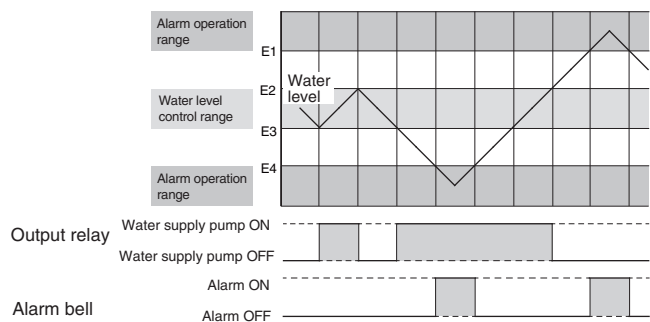 Alarm operation
range
E1
E2
Water
level
Water level
control range
E3
E4
Alarm operation
range
Output relay
Water supply pump ON
Water supply pump OFF
Alarm bell
Alarm ON
Alarm OFF